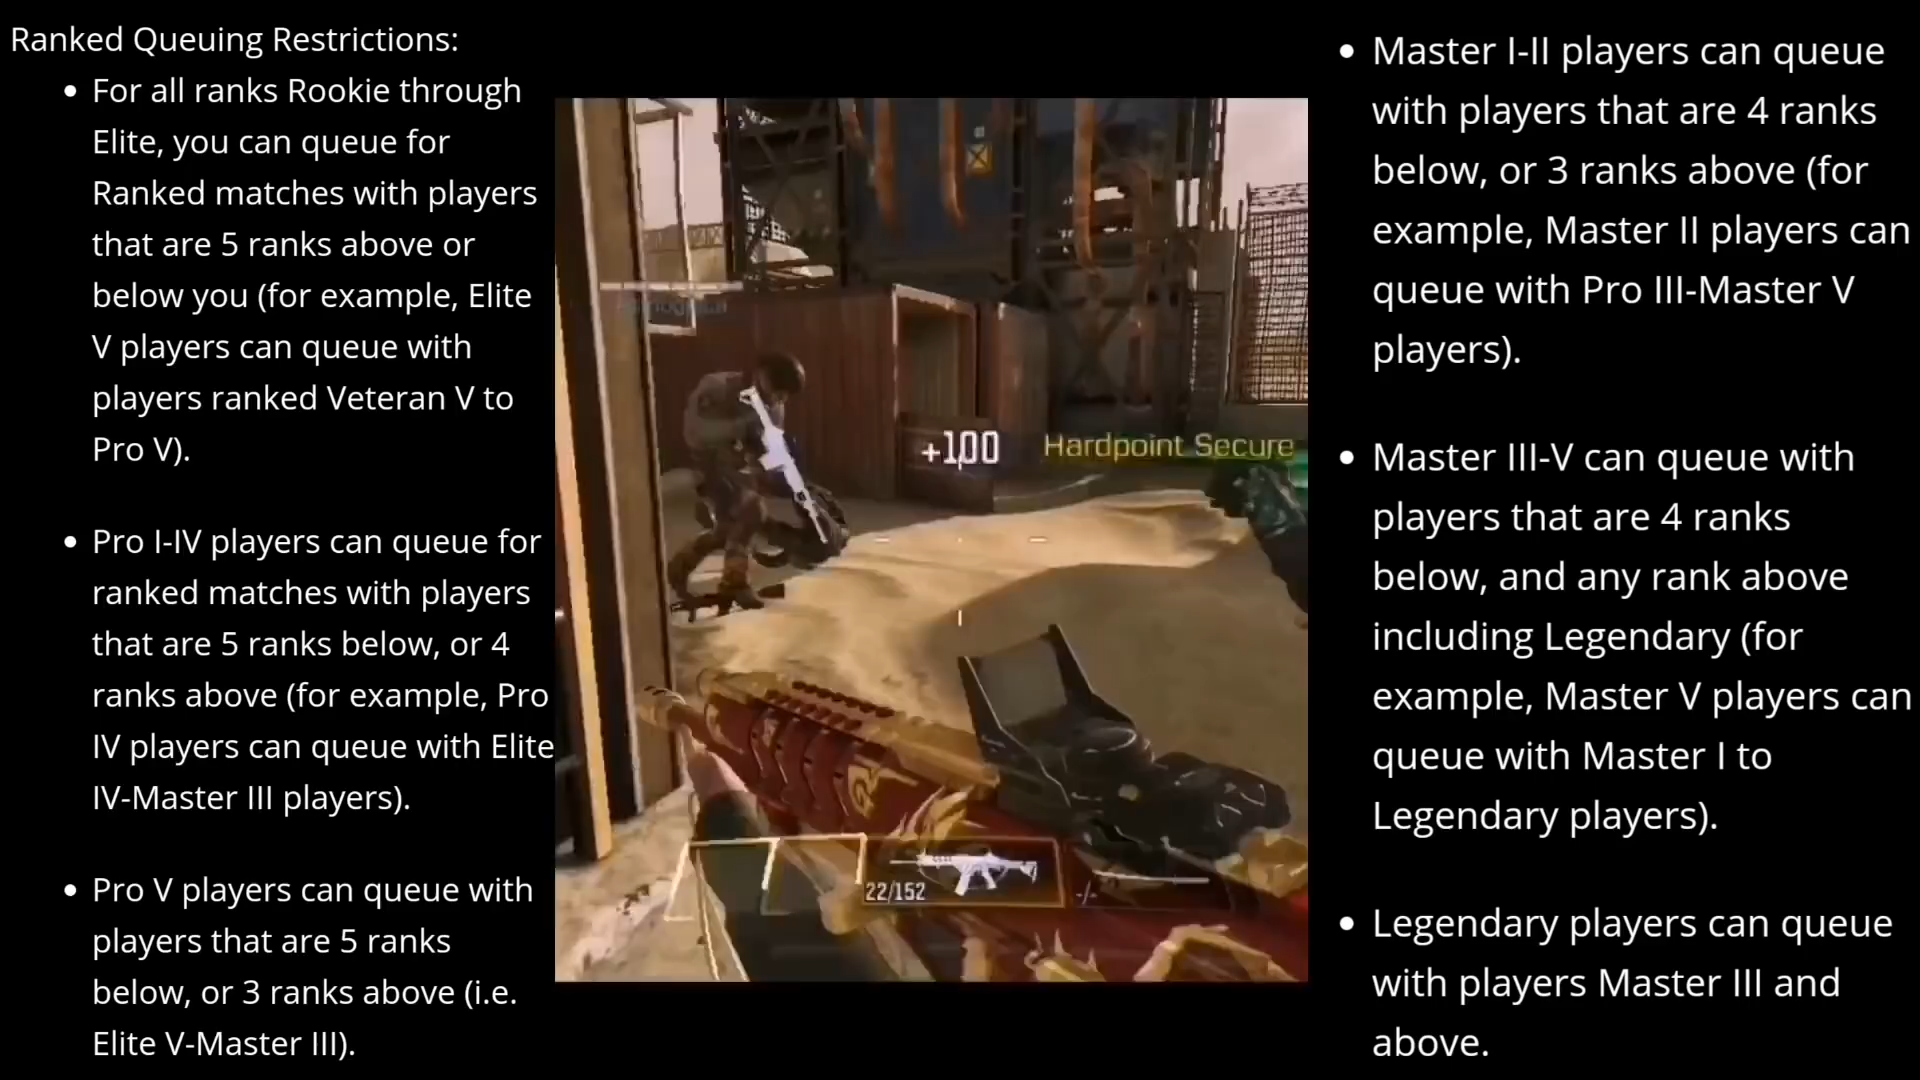 Ranked Queuing Restrictions:
• For all ranks Rookie through
Elite, you can queue for
Ranked matches with players
that are 5 ranks above or
below you (for example, Elite
V players can queue with
players ranked Veteran V to
Pro V).
• Pro I-IV players can queue for
ranked matches with players
that are 5 ranks below, or 4
ranks above (for example, Pro
IV players can queue with Elite
IV-Master III players).
• Pro V players can queue with
players that are 5 ranks
below, or 3 ranks above (i.e.
Elite V-Master III).
+100 Hardpoint Secure
22/152
-/-
• Master I-II players can queue
with players that are 4 ranks
below, or 3 ranks above (for
example, Master II players can
queue with Pro III-Master V
players).
• Master III-V can queue with
players that are 4 ranks
below, and any rank above
including Legendary (for
example, Master V players can
queue with Master I to
Legendary players).
• Legendary players can queue
with players Master III and
above.